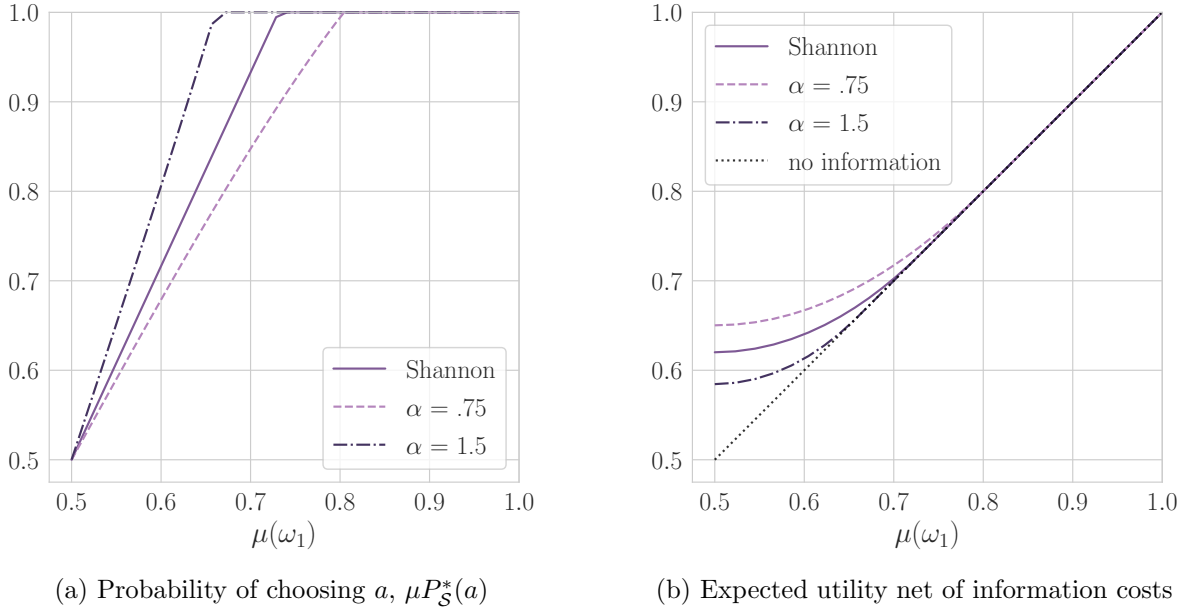 1.0
0.9
0.8
0.7
0.6
0.5
0.5 0.6 0.7 0.8 0.9 1.0
μ(ω₁)
Shannon
α = .75
α = 1.5
(a) Probability of choosing a, μP*_𝒮(a)
1.0
0.9
0.8
0.7
0.6
0.5
0.5 0.6 0.7 0.8 0.9 1.0
μ(ω₁)
Shannon
α = .75
α = 1.5
no information
(b) Expected utility net of information costs